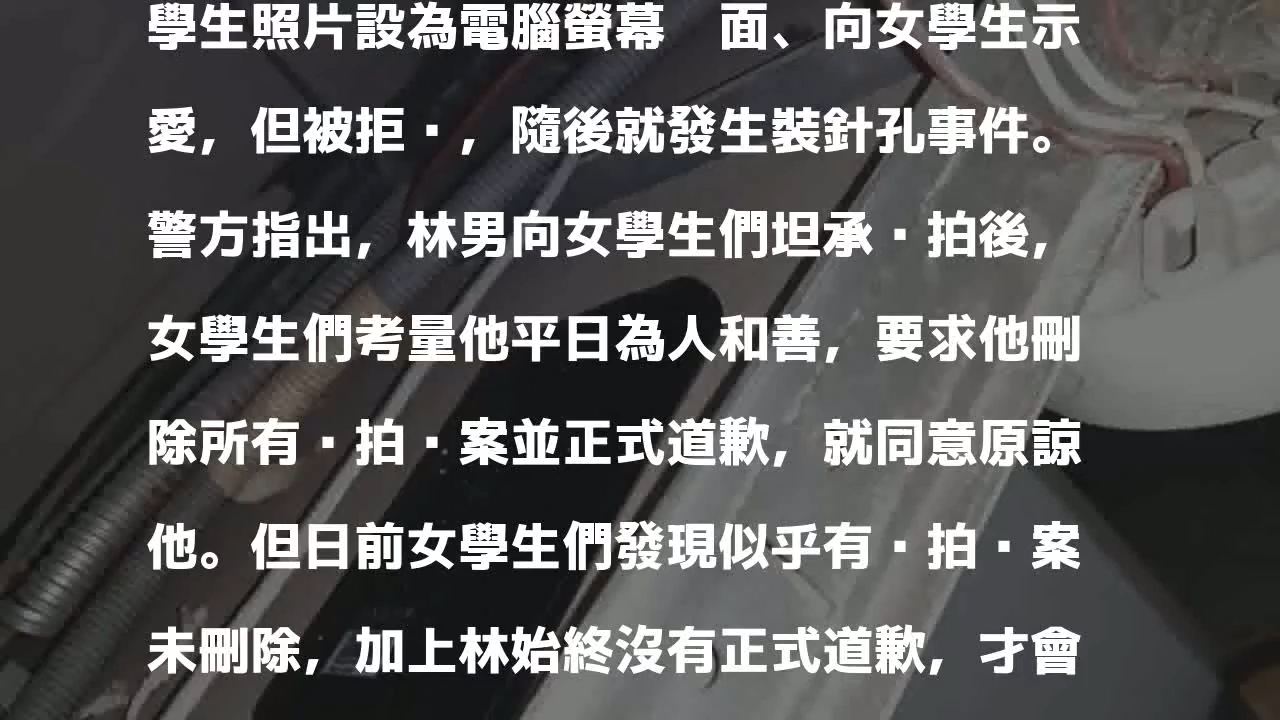 學生照片設為電腦螢幕　面、向女學生示
愛，但被拒▪，隨後就發生裝針孔事件。
警方指出，林男向女學生們坦承▪拍後，
女學生們考量他平日為人和善，要求他刪
除所有▪拍▪案並正式道歉，就同意原諒
他。但日前女學生們發現似乎有▪拍▪案
未刪除，加上林始終沒有正式道歉，才會